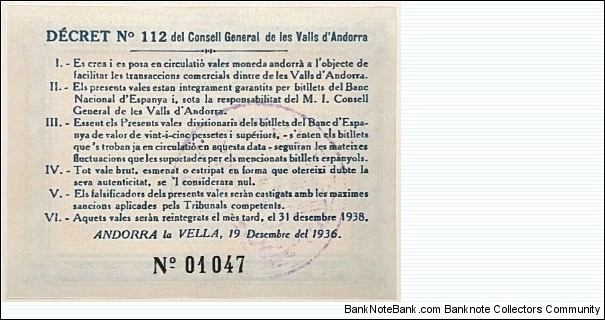 DÉCRET Nº 112 del Consell General de les Valls d'Andorra
I. - Es crea i es posa en circulatió vales moneda andorrà a l'objecte de
facilitar les transaccions comercials dintre de les Valls d'Andorra.
II. - Els presents vales estan integrament garantits per bitllets del Banc
Nacional d'Espanya i, sota la responsabilitat del M. I. Consell
General de les Valls d'Andorra.
III. - Essent els Presents vales divisionaris dels bitllets del Banc d'Espa-
nya de valor de vint-i-cinc pessetes i supériors, - s'enten els bitllets
que 's troban ja en circulatió en aquesta data - seguiran les mateixes
fluctuacions que les suportades per els mencionats bitllets espanyols.
IV. - Tot vale brut, esmenat o estripat en forma que otereixi dubte la
seva autenticitat, se 'l considerara nul.
V. - Els falsificadors dels presents vales seràn castigats amb les maximes
sancions aplicades pels Tribunals competents.
VI. - Aquets vales seràn reintegrats el mès tard, el 31 désembre 1938.
ANDORRA la VELLA, 19 Desembre del 1936.
Nº 01047
BankNoteBank.com Banknote Collectors Community